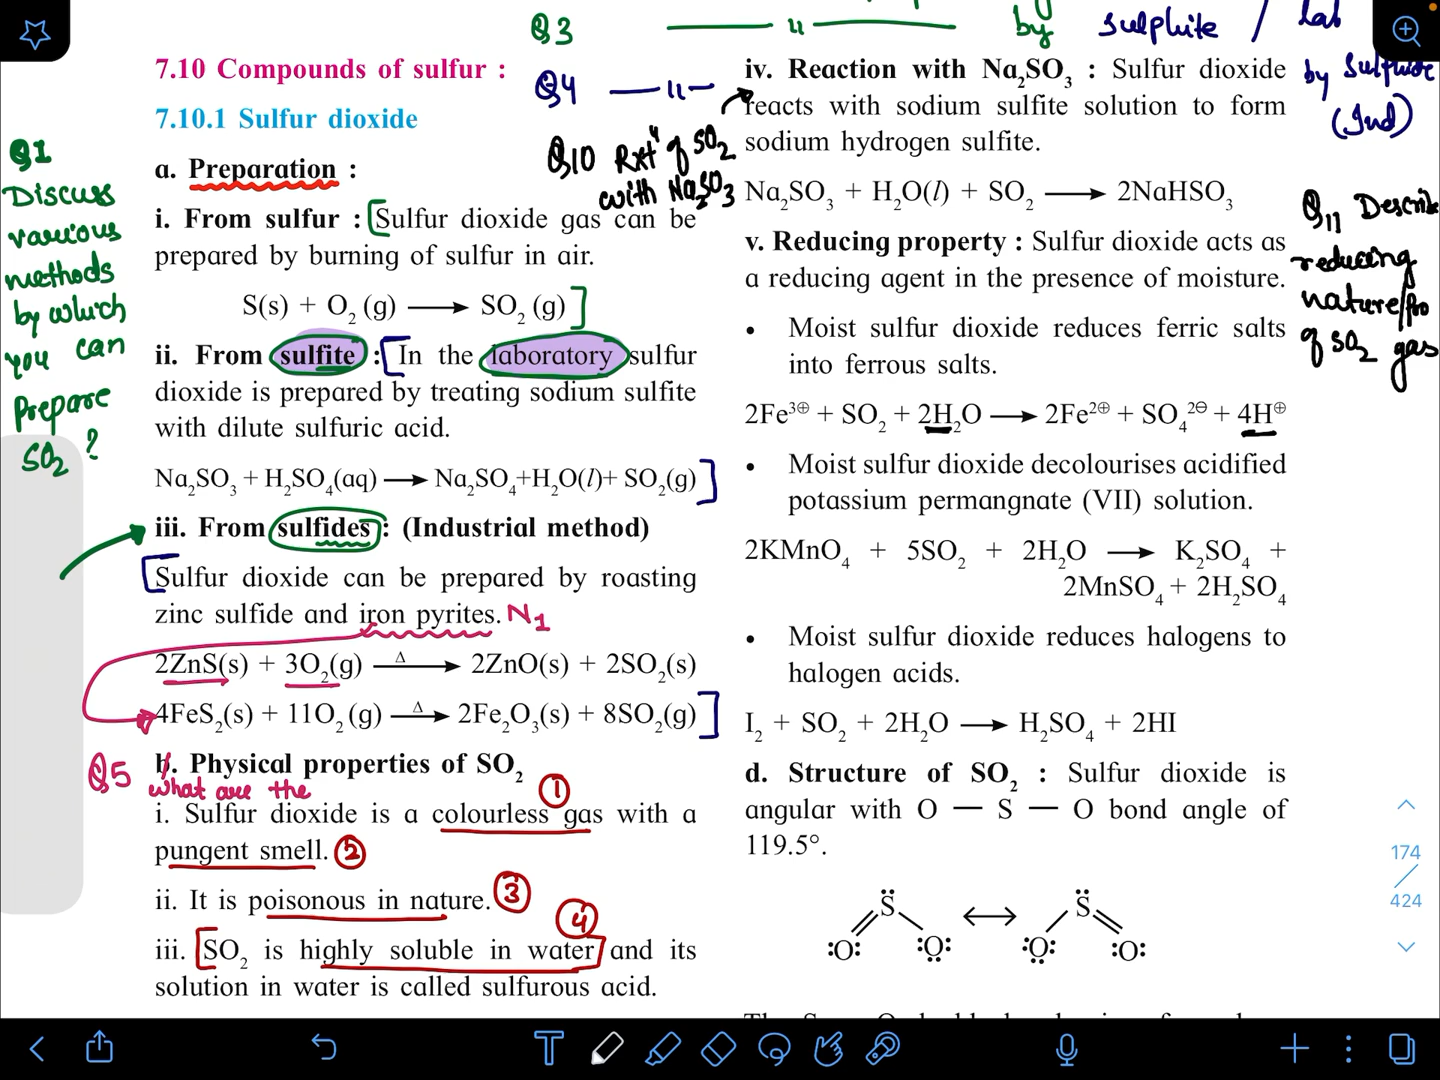 Q3 —— 〃 —— by sulphite / Lab
7.10 Compounds of sulfur :
Q4 — 〃 —
by Sulphide
(Ind)
7.10.1 Sulfur dioxide
Q1
Discuss
various
methods
by which
you can
Prepare
SO2 ?
a. Preparation :
i. From sulfur : [Sulfur dioxide gas can be
prepared by burning of sulfur in air.
S(s) + O₂ (g) ⟶ SO₂ (g)]
ii. From sulfite : [In the laboratory sulfur
dioxide is prepared by treating sodium sulfite
with dilute sulfuric acid.
Na₂SO₃ + H₂SO₄(aq) ⟶ Na₂SO₄+H₂O(l)+ SO₂(g)]
iii. From sulfides : (Industrial method)
[Sulfur dioxide can be prepared by roasting
zinc sulfide and iron pyrites. N1
2ZnS(s) + 3O₂(g) —Δ→ 2ZnO(s) + 2SO₂(s)
4FeS₂(s) + 11O₂ (g) —Δ→ 2Fe₂O₃(s) + 8SO₂(g)]
Q5 b. Physical properties of SO₂
what are the
i. Sulfur dioxide is a colourless gas with a 1
pungent smell. 2
ii. It is poisonous in nature. 3
4
iii. [SO₂ is highly soluble in water] and its
solution in water is called sulfurous acid.
Q10 Rxtⁿ of SO2
with Na2SO3
iv. Reaction with Na₂SO₃ : Sulfur dioxide
reacts with sodium sulfite solution to form
sodium hydrogen sulfite.
Na₂SO₃ + H₂O(l) + SO₂ ⟶ 2NaHSO₃
Q11 Describe
reducing
nature/pro
of SO2 gas
v. Reducing property : Sulfur dioxide acts as
a reducing agent in the presence of moisture.
• Moist sulfur dioxide reduces ferric salts
into ferrous salts.
2Fe³⊕ + SO₂ + 2H₂O ⟶ 2Fe²⊕ + SO₄²⊖ + 4H⊕
• Moist sulfur dioxide decolourises acidified
potassium permangnate (VII) solution.
2KMnO₄ + 5SO₂ + 2H₂O ⟶ K₂SO₄ +
2MnSO₄ + 2H₂SO₄
• Moist sulfur dioxide reduces halogens to
halogen acids.
I₂ + SO₂ + 2H₂O ⟶ H₂SO₄ + 2HI
d. Structure of SO₂ : Sulfur dioxide is
angular with O — S — O bond angle of
119.5°.
S ⟷ S
:O: :O: :O: :O:
174
/
424
T